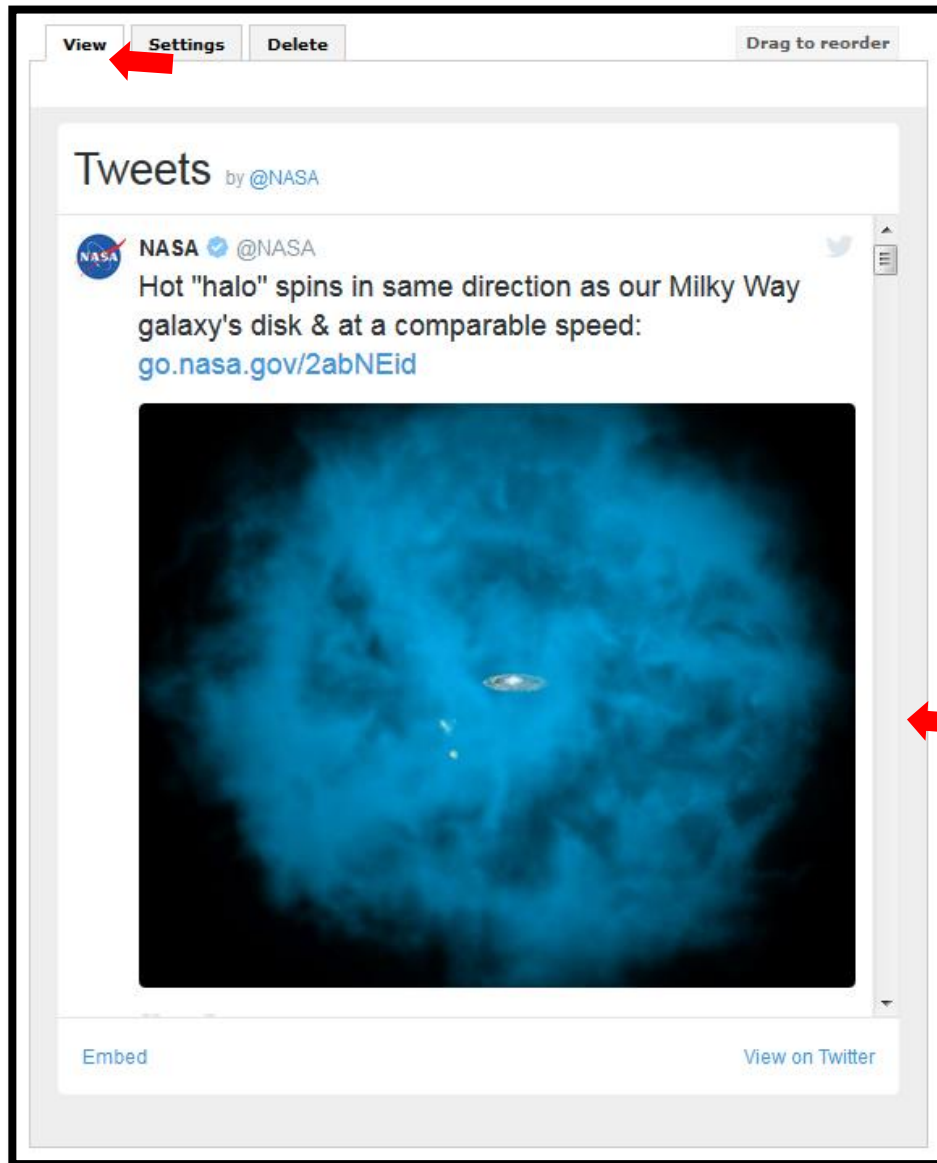 View Settings Delete Drag to reorder
Tweets by @NASA
NASA @NASA
NASA
Hot "halo" spins in same direction as our Milky Way
galaxy's disk & at a comparable speed:
go.nasa.gov/2abNEid
Embed View on Twitter